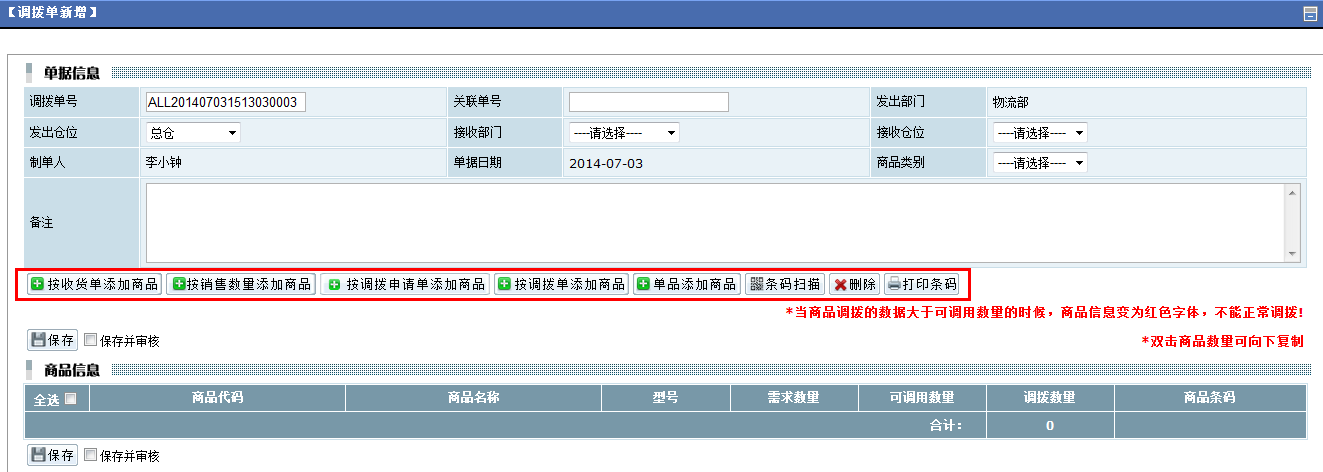 【调拨单新增】
单据信息
调拨单号 ALL201407031513030003 关联单号 发出部门 物流部
发出仓位 总仓 接收部门 ----请选择---- 接收仓位 ----请选择----
制单人 李小钟 单据日期 2014-07-03 商品类别 ----请选择----
备注
按收货单添加商品 按销售数量添加商品 按调拨申请单添加商品 按调拨单添加商品 单品添加商品 条码扫描 删除 打印条码
*当商品调拨的数据大于可调用数量的时候，商品信息变为红色字体，不能正常调拨!
保存 保存并审核 *双击商品数量可向下复制
商品信息
全选 商品代码 商品名称 型号 需求数量 可调用数量 调拨数量 商品条码
合计： 0
保存 保存并审核